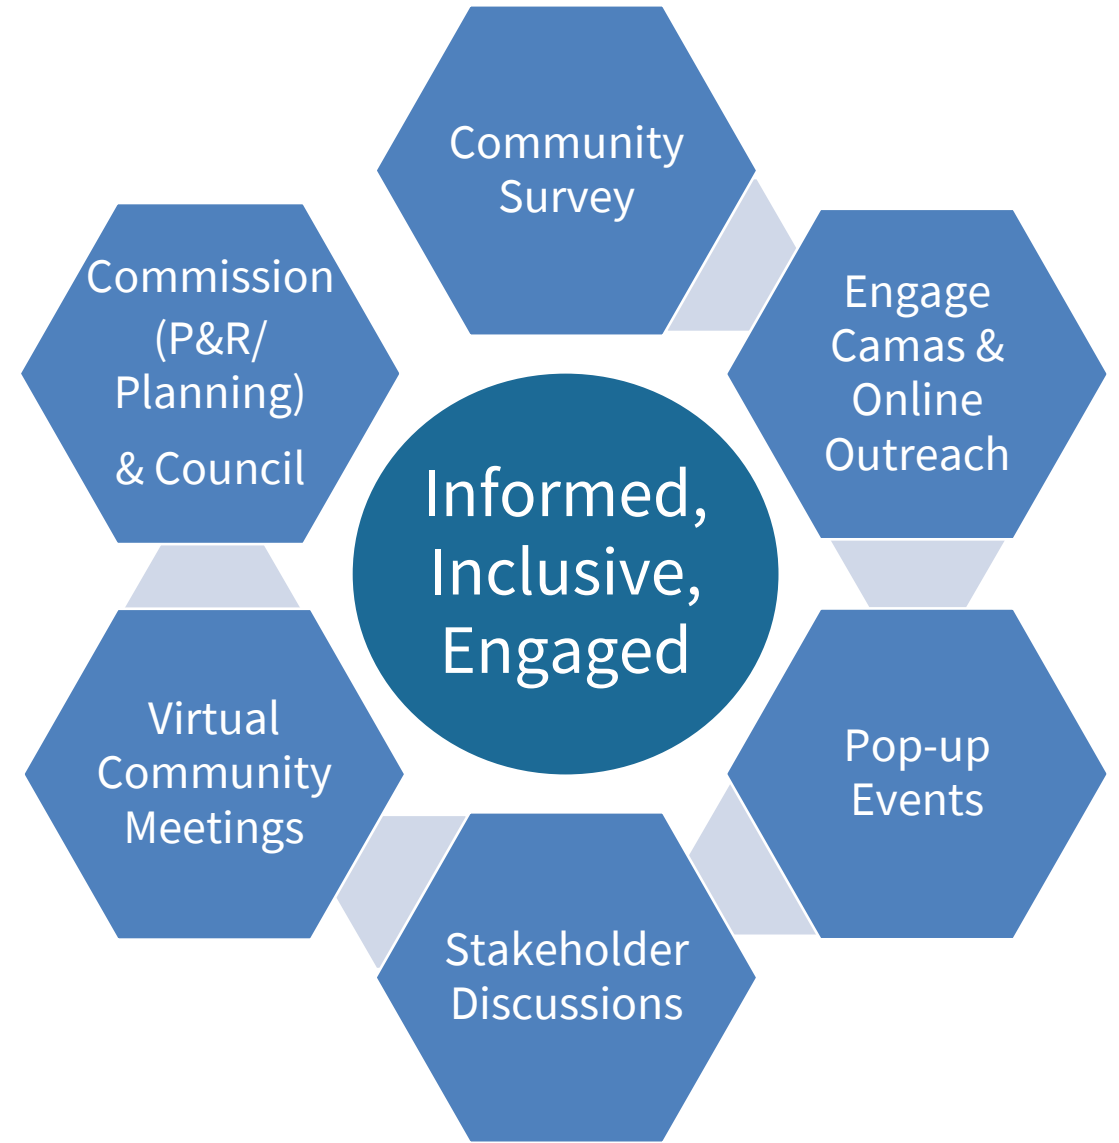 Community
Survey
Engage
Camas &
Online
Outreach
Pop-up
Events
Stakeholder
Discussions
Virtual
Community
Meetings
Commission
(P&R/
Planning)
& Council
Informed,
Inclusive,
Engaged